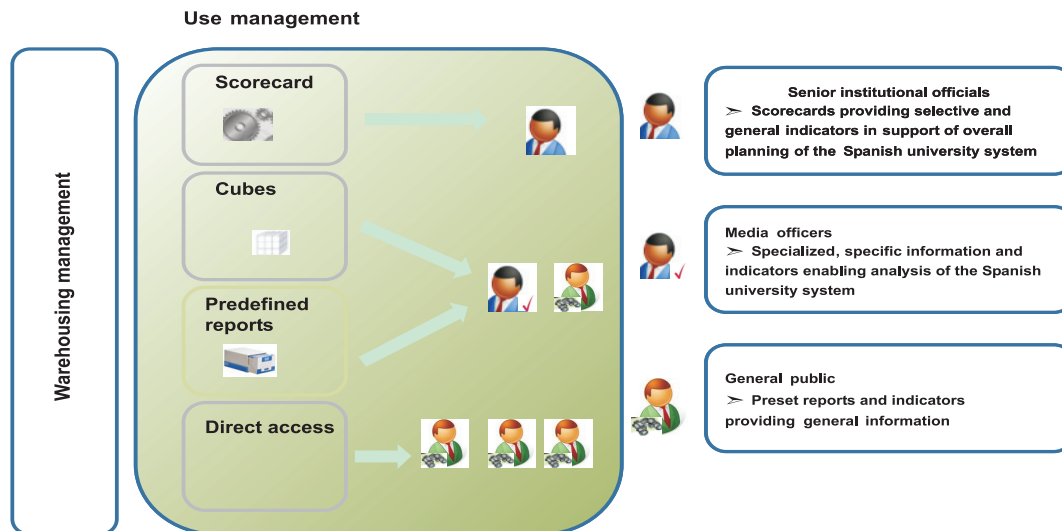 Use management
Warehousing management
Scorecard
Cubes
Predefined
reports
Direct access
Senior institutional officials
➢ Scorecards providing selective and
general indicators in support of overall
planning of the Spanish university system
Media officers
➢ Specialized, specific information and
indicators enabling analysis of the Spanish
university system
General public
➢ Preset reports and indicators
providing general information